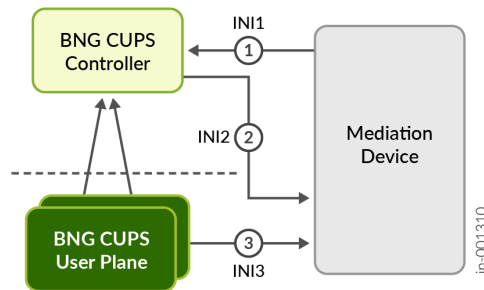 INI1
BNG CUPS
Controller
1
INI2
2
Mediation
Device
BNG CUPS
User Plane
3
INI3
jn-001310